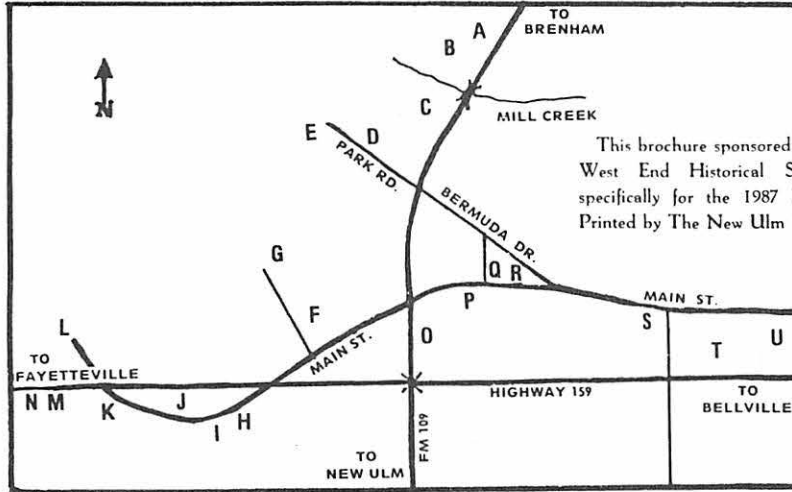 TO
BRENHAM
A
B
C
MILL CREEK
N
E
D
PARK RD.
This brochure sponsored
West End Historical S
specifically for the 1987
Printed by The New Ulm
BERMUDA DR.
G
Q R
F
P
MAIN ST.
S
MAIN ST.
L
O
T
U
TO
FAYETTEVILLE
N M
K
J
I
H
HIGHWAY 159
TO
BELLVILLE
FM 109
TO
NEW ULM